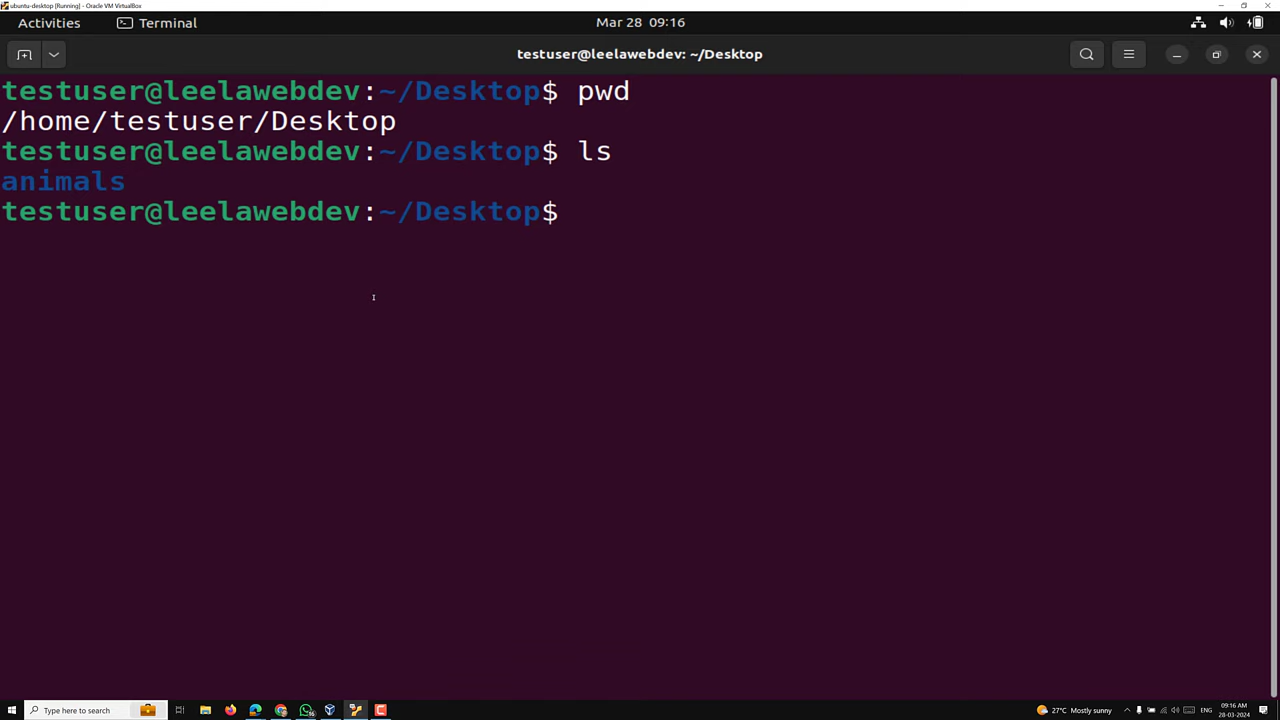 ubuntu-desktop [Running] - Oracle VM VirtualBox
Activities Terminal Mar 28 09:16
testuser@leelawebdev: ~/Desktop
testuser@leelawebdev:~/Desktop$ pwd
/home/testuser/Desktop
testuser@leelawebdev:~/Desktop$ ls
animals
testuser@leelawebdev:~/Desktop$
Type here to search 27°C Mostly sunny ENG 09:16 AM
28-03-2024